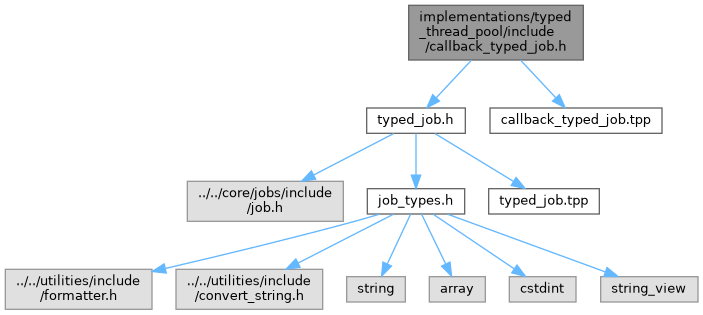 implementations/typed
_thread_pool/include
/callback_typed_job.h
typed_job.h
callback_typed_job.tpp
../../core/jobs/include
/job.h
job_types.h
typed_job.tpp
../../utilities/include
/formatter.h
../../utilities/include
/convert_string.h
string
array
cstdint
string_view